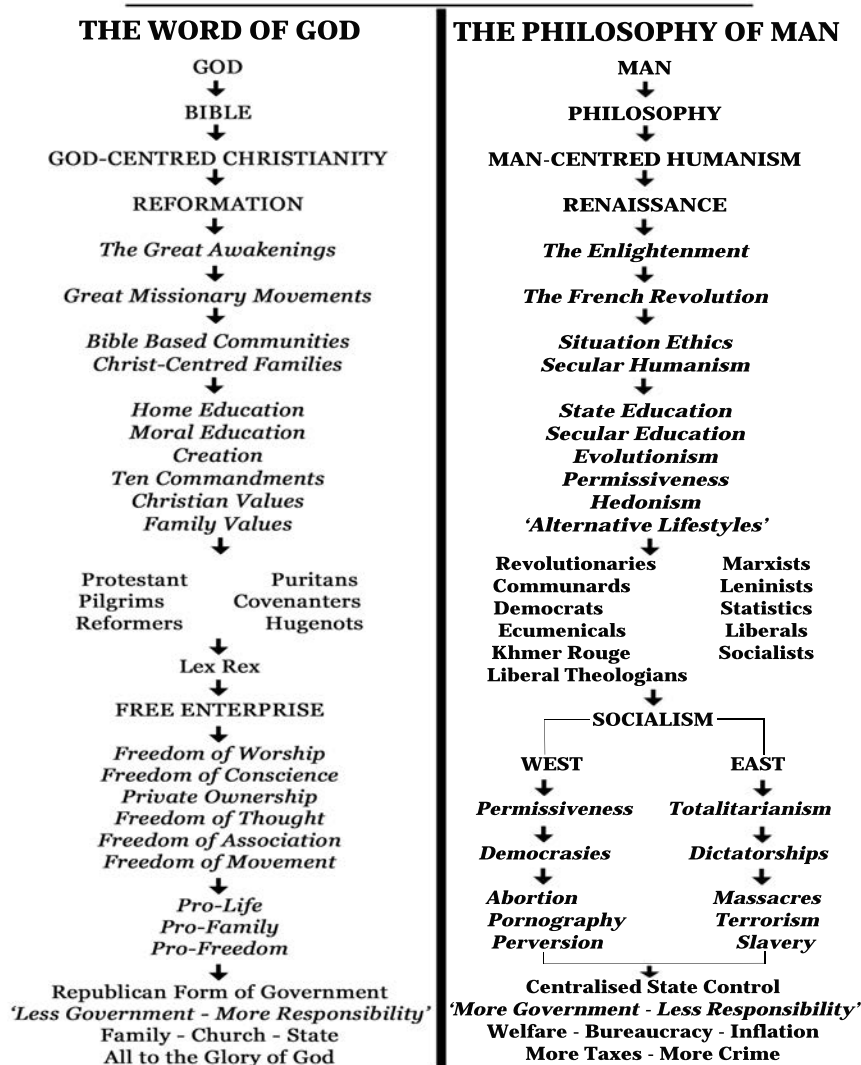 THE WORD OF GOD
GOD
BIBLE
GOD-CENTRED CHRISTIANITY
REFORMATION
The Great Awakenings
Great Missionary Movements
Bible Based Communities
Christ-Centred Families
Home Education
Moral Education
Creation
Ten Commandments
Christian Values
Family Values
Protestant Puritans
Pilgrims Covenanters
Reformers Hugenots
Lex Rex
FREE ENTERPRISE
Freedom of Worship
Freedom of Conscience
Private Ownership
Freedom of Thought
Freedom of Association
Freedom of Movement
Pro-Life
Pro-Family
Pro-Freedom
Republican Form of Government
'Less Government - More Responsibility'
Family - Church - State
All to the Glory of God
THE PHILOSOPHY OF MAN
MAN
PHILOSOPHY
MAN-CENTRED HUMANISM
RENAISSANCE
The Enlightenment
The French Revolution
Situation Ethics
Secular Humanism
State Education
Secular Education
Evolutionism
Permissiveness
Hedonism
'Alternative Lifestyles'
Revolutionaries Marxists
Communards Leninists
Democrats Statistics
Ecumenicals Liberals
Khmer Rouge Socialists
Liberal Theologians
SOCIALISM
WEST EAST
Permissiveness Totalitarianism
Democrasies Dictatorships
Abortion Massacres
Pornography Terrorism
Perversion Slavery
Centralised State Control
'More Government - Less Responsibility'
Welfare - Bureaucracy - Inflation
More Taxes - More Crime